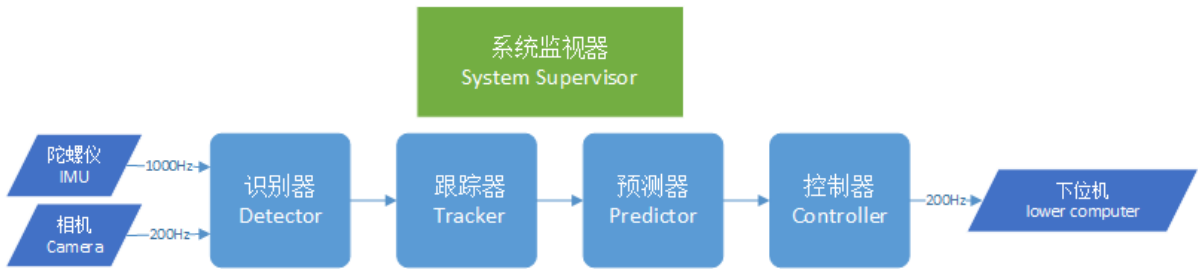 系统监视器
System Supervisor
陀螺仪
IMU
1000Hz
相机
Camera
200Hz
识别器
Detector
跟踪器
Tracker
预测器
Predictor
控制器
Controller
200Hz
下位机
lower computer